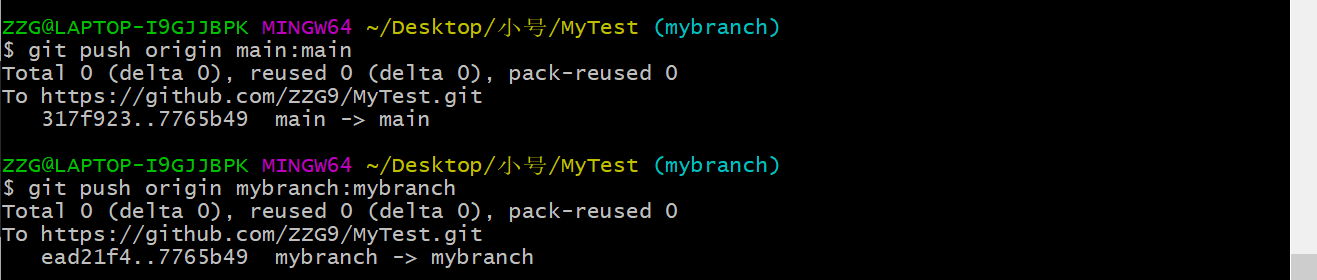 ZZG@LAPTOP-I9GJJBPK MINGW64 ~/Desktop/小号/MyTest (mybranch)
$ git push origin main:main
Total 0 (delta 0), reused 0 (delta 0), pack-reused 0
To https://github.com/ZZG9/MyTest.git
   317f923..7765b49  main -> main

ZZG@LAPTOP-I9GJJBPK MINGW64 ~/Desktop/小号/MyTest (mybranch)
$ git push origin mybranch:mybranch
Total 0 (delta 0), reused 0 (delta 0), pack-reused 0
To https://github.com/ZZG9/MyTest.git
   ead21f4..7765b49  mybranch -> mybranch